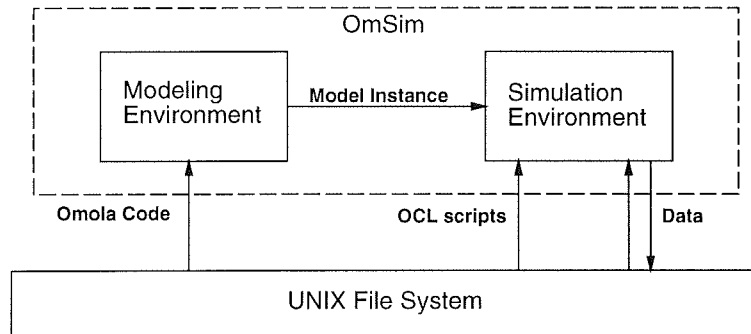 OmSim
Modeling
Environment
Model Instance
Simulation
Environment
Omola Code
OCL scripts
Data
UNIX File System